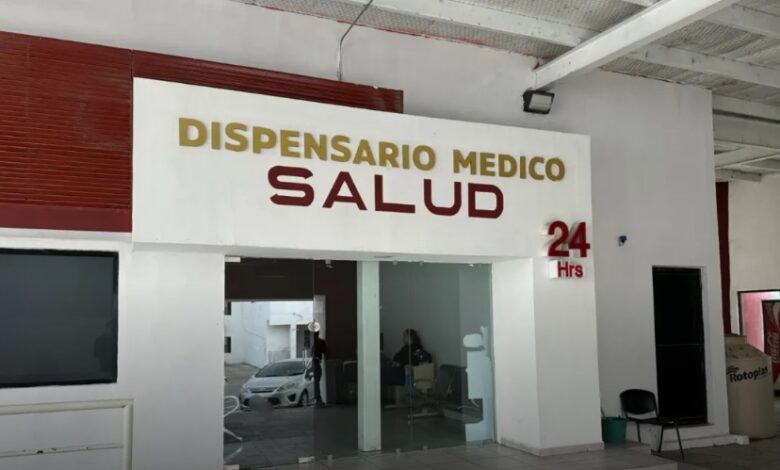 DISPENSARIO MEDICO
SALUD
24
Hrs
Rotoplas